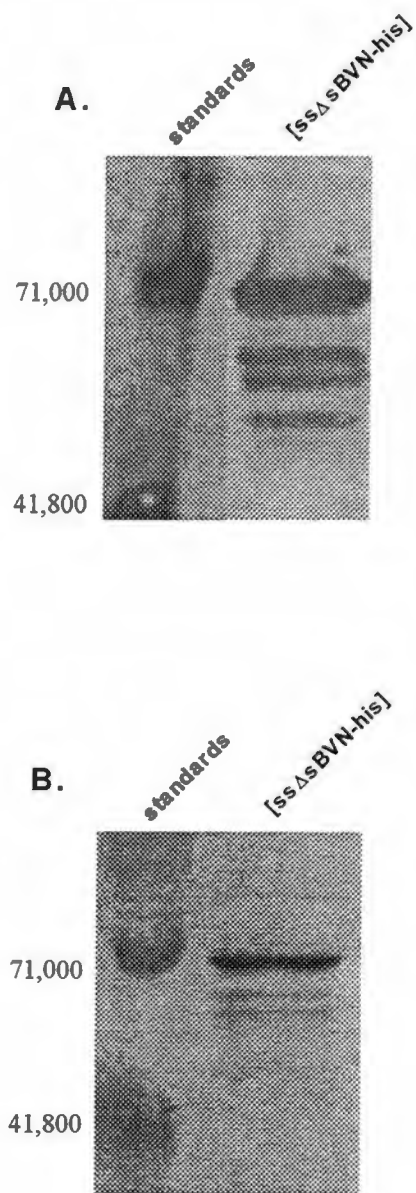 A.
standards
[ssΔsBVN-his]
71,000
41,800
B.
standards
[ssΔsBVN-his]
71,000
41,800